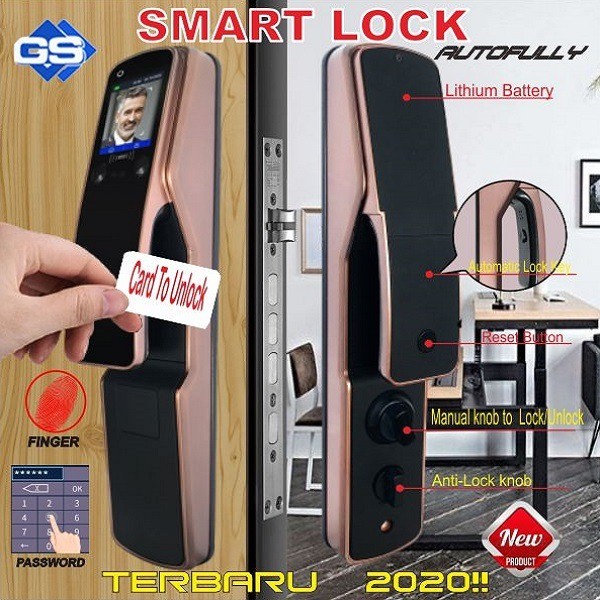 SMART LOCK
GS
AUTOFULLY
Lithium Battery
Card To Unlock
Automatic Lock Key
Reset Button
Manual knob to Lock/Unlock
Anti-Lock knob
FINGER
******
OK
1 2 3
4 5 6
7 8 9
0
PASSWORD
New
PRODUCT
TERBARU 2020!!